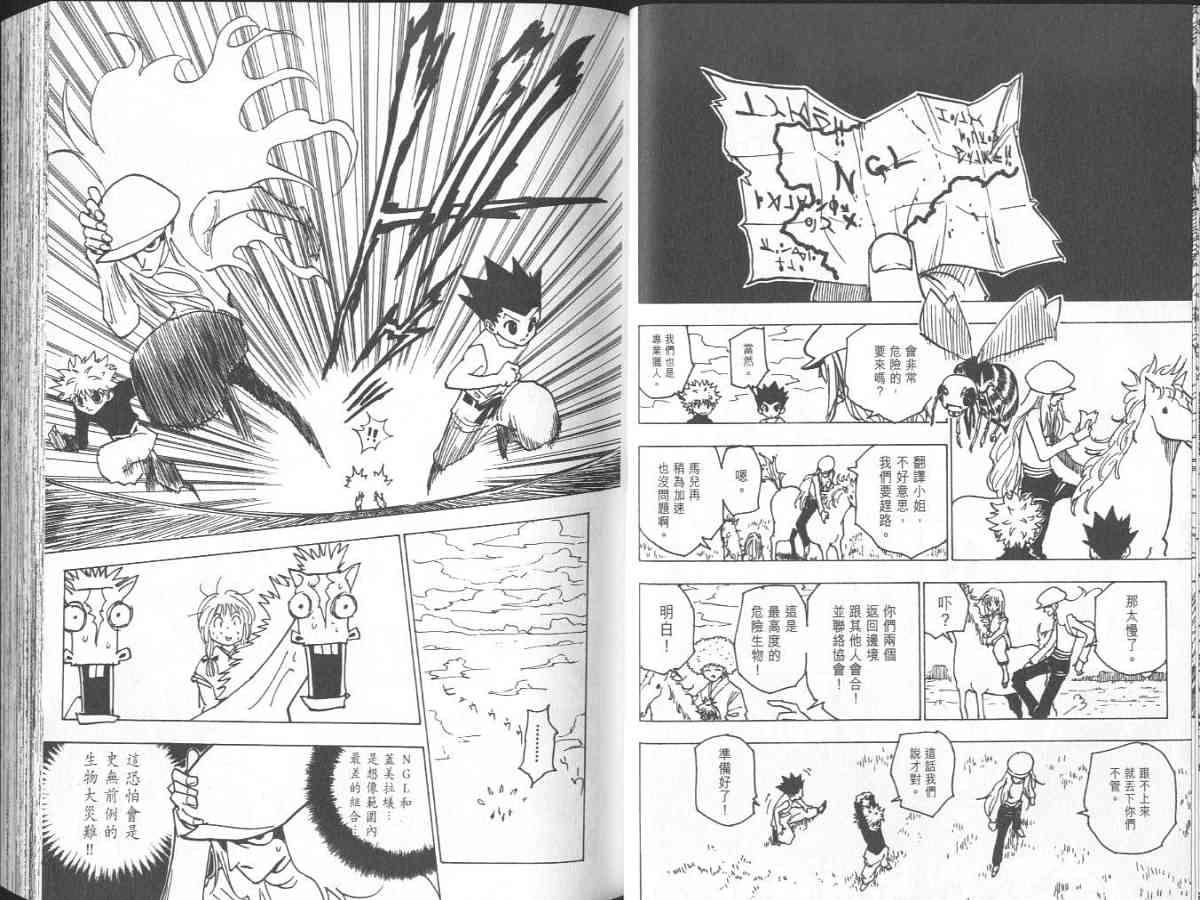 NGL
會非常
危險的，
要來嗎？
當然。
我們也是
專業獵人。
翻譯小姐，
不好意思，
我們要趕路。
嗯。
馬兒再
稍為加速
也沒問題啊。
那太
慢了。
吓？
你們兩個
返回邊境
跟其他人會合！
並聯絡協會！
這是
最高度的
危險生物！
明白！
跟不上來
就丟下你們
不管。
這話我們
說才對。
準備好了！
!!
………
NGL和
蓋美拉蟻…
是想像範圍內
最差的組合…
這恐怕會是
史無前例的
生物大災難!!